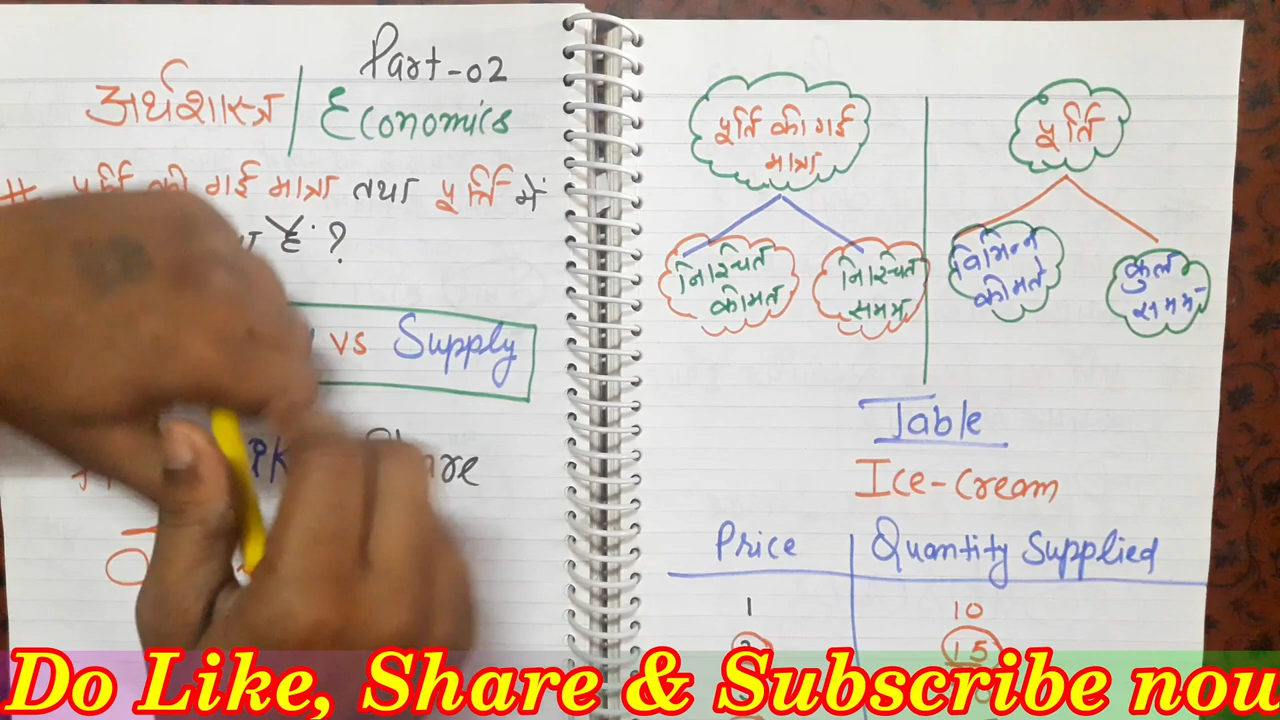 Part-02
अर्थशास्त्र | Economics
# पूर्ति की गई मात्रा तथा पूर्ति में
है ?
vs Supply
पूर्ति की गई
मात्रा
निश्चित
कीमत
निश्चित
समय
पूर्ति
विभिन्न
कीमतें
कुल
समय
Table
Ice-Cream
Price | Quantity Supplied
1 10
15
Do Like, Share & Subscribe now